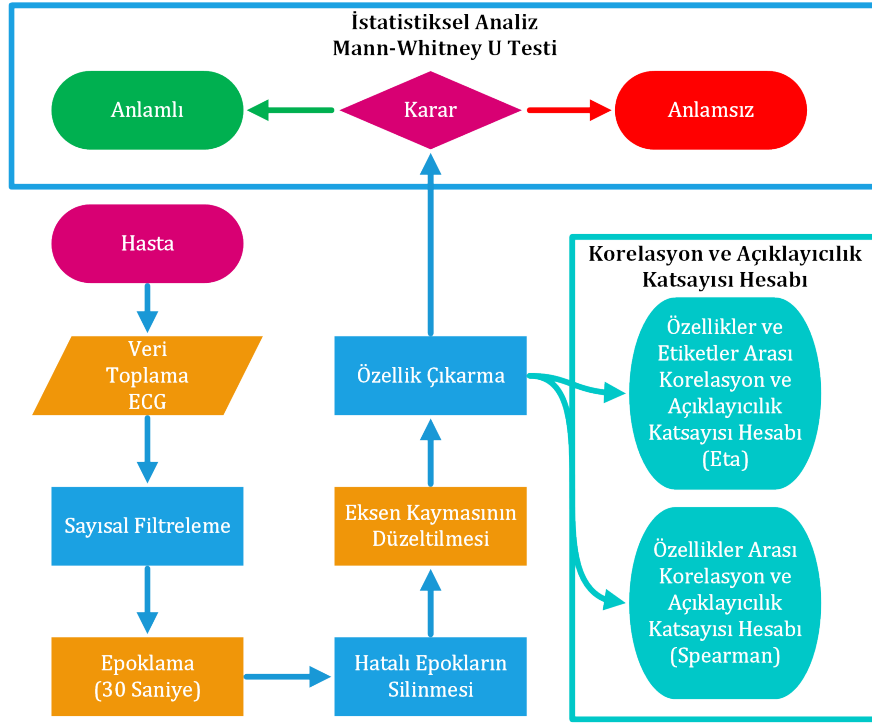 İstatistiksel Analiz
Mann-Whitney U Testi
Anlamlı
Karar
Anlamsız
Hasta
Veri
Toplama
ECG
Sayısal Filtreleme
Epoklama
(30 Saniye)
Hatalı Epokların
Silinmesi
Eksen Kaymasının
Düzeltilmesi
Özellik Çıkarma
Korelasyon ve Açıklayıcılık
Katsayısı Hesabı
Özellikler ve
Etiketler Arası
Korelasyon ve
Açıklayıcılık
Katsayısı Hesabı
(Eta)
Özellikler Arası
Korelasyon ve
Açıklayıcılık
Katsayısı Hesabı
(Spearman)